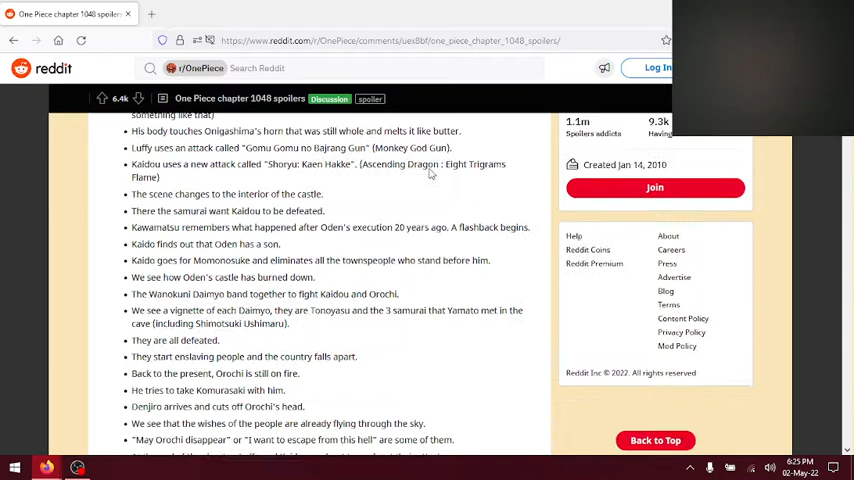 One Piece chapter 1048 spoilers
https://www.reddit.com/r/OnePiece/comments/uex8bf/one_piece_chapter_1048_spoilers/
reddit
r/OnePiece
Search Reddit
Log In
6.4k
One Piece chapter 1048 spoilers
Discussion
spoiler
something like that)
His body touches Onigashima's horn that was still whole and melts it like butter.
Luffy uses an attack called "Gomu Gomu no Bajrang Gun" (Monkey God Gun).
Kaidou uses a new attack called "Shoryu: Kaen Hakke". (Ascending Dragon : Eight Trigrams
Flame)
The scene changes to the interior of the castle.
There the samurai want Kaidou to be defeated.
Kawamatsu remembers what happened after Oden's execution 20 years ago. A flashback begins.
Kaido finds out that Oden has a son.
Kaido goes for Momonosuke and eliminates all the townspeople who stand before him.
We see how Oden's castle has burned down.
The Wanokuni Daimyo band together to fight Kaidou and Orochi.
We see a vignette of each Daimyo, they are Tonoyasu and the 3 samurai that Yamato met in the
cave (including Shimotsuki Ushimaru).
They are all defeated.
They start enslaving people and the country falls apart.
Back to the present, Orochi is still on fire.
He tries to take Komurasaki with him.
Denjiro arrives and cuts off Orochi's head.
We see that the wishes of the people are already flying through the sky.
"May Orochi disappear" or "I want to escape from this hell" are some of them.
1.1m
9.3k
Spoilers addicts
Having
Created Jan 14, 2010
Join
Help
About
Reddit Coins
Careers
Reddit Premium
Press
Advertise
Blog
Terms
Content Policy
Privacy Policy
Mod Policy
Reddit Inc © 2022. All rights reserved
Back to Top
6:25 PM
02-May-22